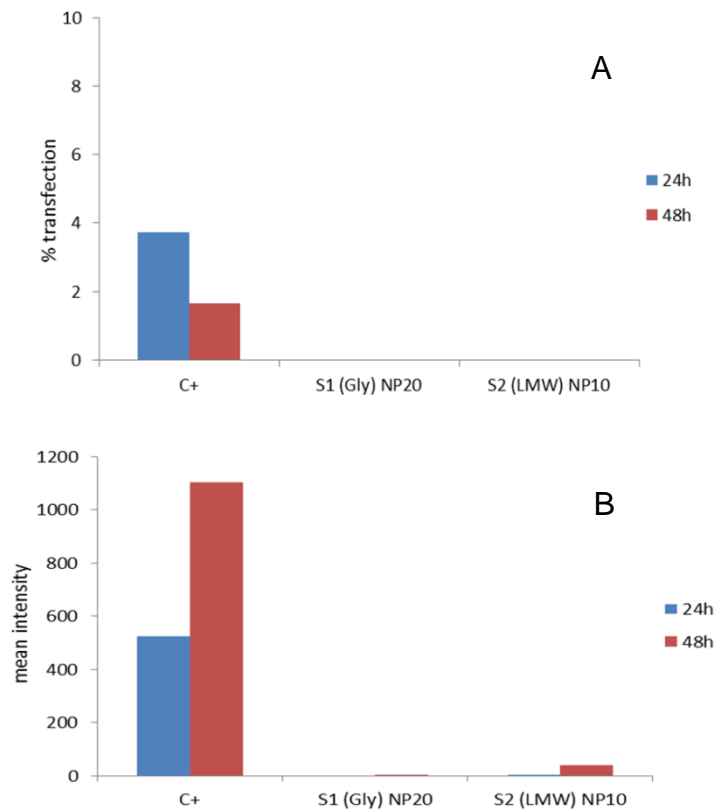 10
A
8
6
% transfection
24h
48h
4
2
0
C+ S1 (Gly) NP20 S2 (LMW) NP10
1200
B
1000
800
mean intensity
600
24h
48h
400
200
0
C+ S1 (Gly) NP20 S2 (LMW) NP10